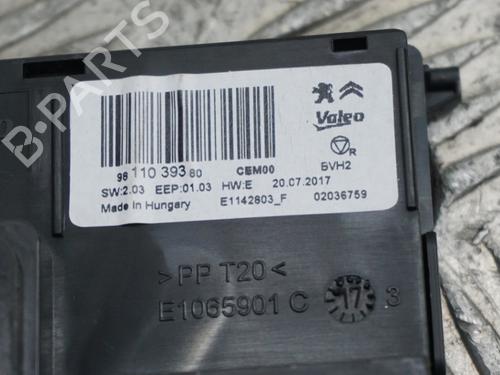 B-PARTS
Valeo
R
98 110 393 80 CEM00 BVH2
SW:2.03 EEP:01.03 HW:E 20.07.2017
Made in Hungary E1142803_F 02036759
>PP T20<
E1065901 C 17 3